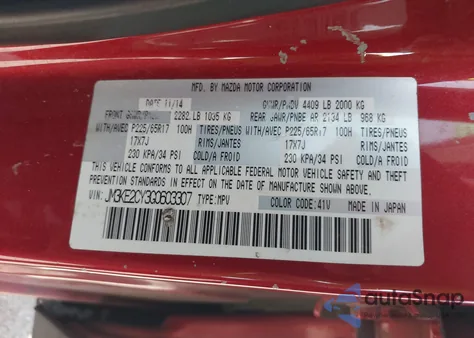 MFD. BY MAZDA MOTOR CORPORATION
DATE 11/14 GVWR/PNBV 4409 LB 2000 KG
FRONT 2282 LB 1035 KG REAR GAWR/PNBE AR 2134 LB 968 KG
WITH/AVEC P225/65R17 100H TIRES/PNEUS WITH/AVEC P225/65R17 100H TIRES/PNEUS
17X7J 17X7J
230 KPA/34 PSI COLD/A FROID 230 KPA/34 PSI COLD/A FROID
THIS VEHICLE CONFORMS TO ALL APPLICABLE FEDERAL MOTOR VEHICLE SAFETY AND THEFT
PREVENTION STANDARDS IN EFFECT ON THE DATE OF MANUFACTURE SHOWN ABOVE.
VIN: JM3KE2CY3G0603307 TYPE: MPV COLOR CODE: 41V MADE IN JAPAN
autoSnap